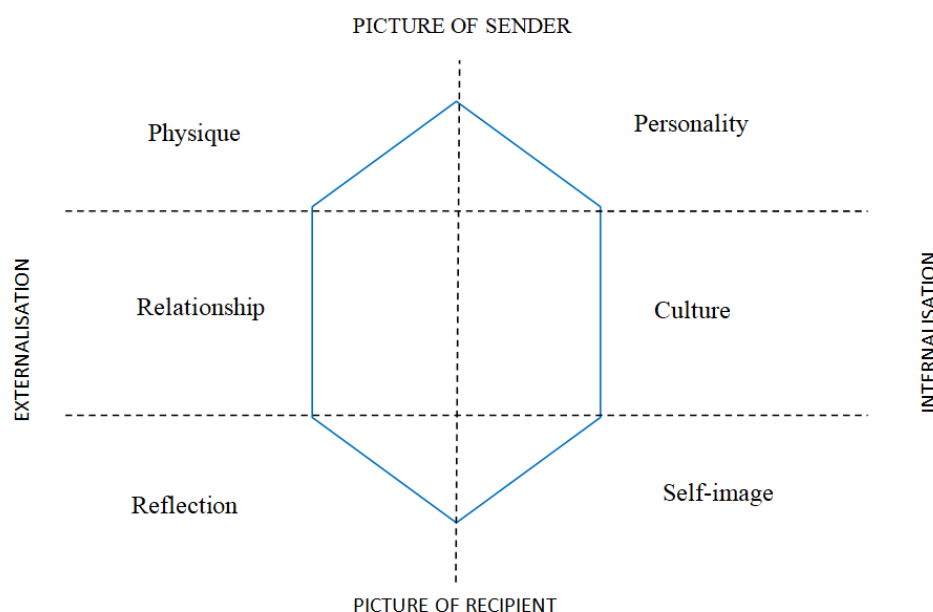 PICTURE OF SENDER
Physique
Personality
EXTERNALISATION
Relationship
Culture
INTERNALISATION
Reflection
Self-image
PICTURE OF RECIPIENT